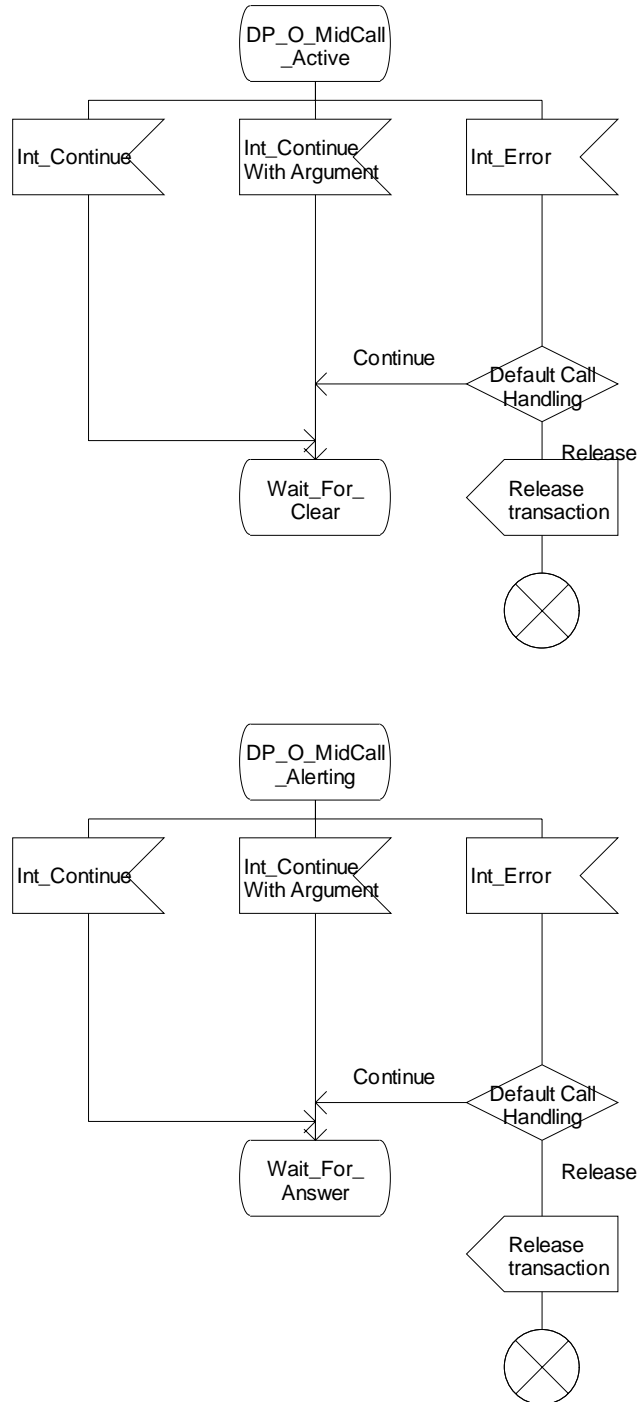 DP_O_MidCall
_Active
Int_Continue
Int_Continue
With Argument
Int_Error
Continue
Default Call
Handling
Release
Wait_For_
Clear
Release
transaction
DP_O_MidCall
_Alerting
Int_Continue
Int_Continue
With Argument
Int_Error
Continue
Default Call
Handling
Wait_For_
Answer
Release
Release
transaction